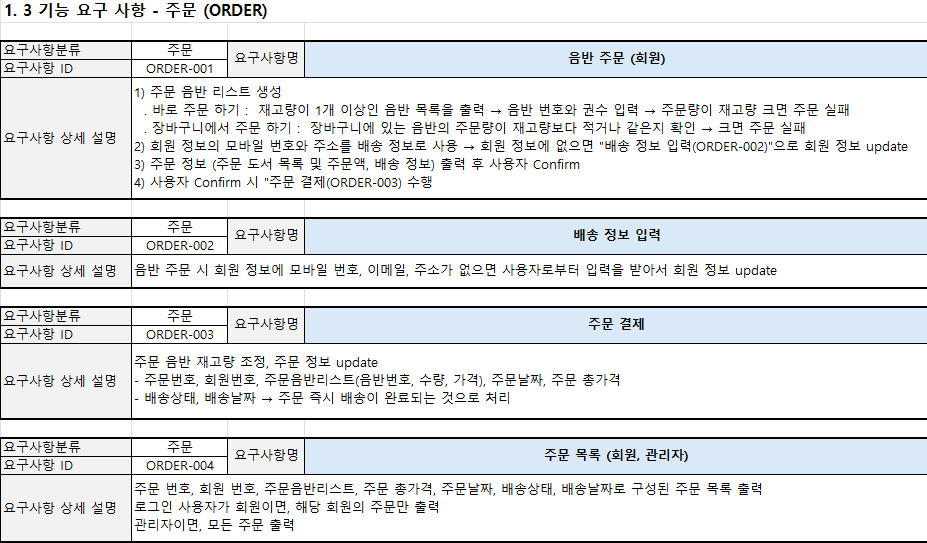 1. 3 기능 요구 사항 - 주문 (ORDER)
요구사항분류 주문 요구사항명 음반 주문 (회원)
요구사항 ID ORDER-001
요구사항 상세 설명
1) 주문 음반 리스트 생성
. 바로 주문 하기 : 재고량이 1개 이상인 음반 목록을 출력 → 음반 번호와 권수 입력 → 주문량이 재고량 크면 주문 실패
. 장바구니에서 주문 하기 : 장바구니에 있는 음반의 주문량이 재고량보다 적거나 같은지 확인 → 크면 주문 실패
2) 회원 정보의 모바일 번호와 주소를 배송 정보로 사용 → 회원 정보에 없으면 "배송 정보 입력(ORDER-002)"으로 회원 정보 update
3) 주문 정보 (주문 도서 목록 및 주문액, 배송 정보) 출력 후 사용자 Confirm
4) 사용자 Confirm 시 "주문 결제(ORDER-003) 수행
요구사항분류 주문 요구사항명 배송 정보 입력
요구사항 ID ORDER-002
요구사항 상세 설명 음반 주문 시 회원 정보에 모바일 번호, 이메일, 주소가 없으면 사용자로부터 입력을 받아서 회원 정보 update
요구사항분류 주문 요구사항명 주문 결제
요구사항 ID ORDER-003
요구사항 상세 설명
주문 음반 재고량 조정, 주문 정보 update
- 주문번호, 회원번호, 주문음반리스트(음반번호, 수량, 가격), 주문날짜, 주문 총가격
- 배송상태, 배송날짜 → 주문 즉시 배송이 완료되는 것으로 처리
요구사항분류 주문 요구사항명 주문 목록 (회원, 관리자)
요구사항 ID ORDER-004
요구사항 상세 설명
주문 번호, 회원 번호, 주문음반리스트, 주문 총가격, 주문날짜, 배송상태, 배송날짜로 구성된 주문 목록 출력
로그인 사용자가 회원이면, 해당 회원의 주문만 출력
관리자이면, 모든 주문 출력